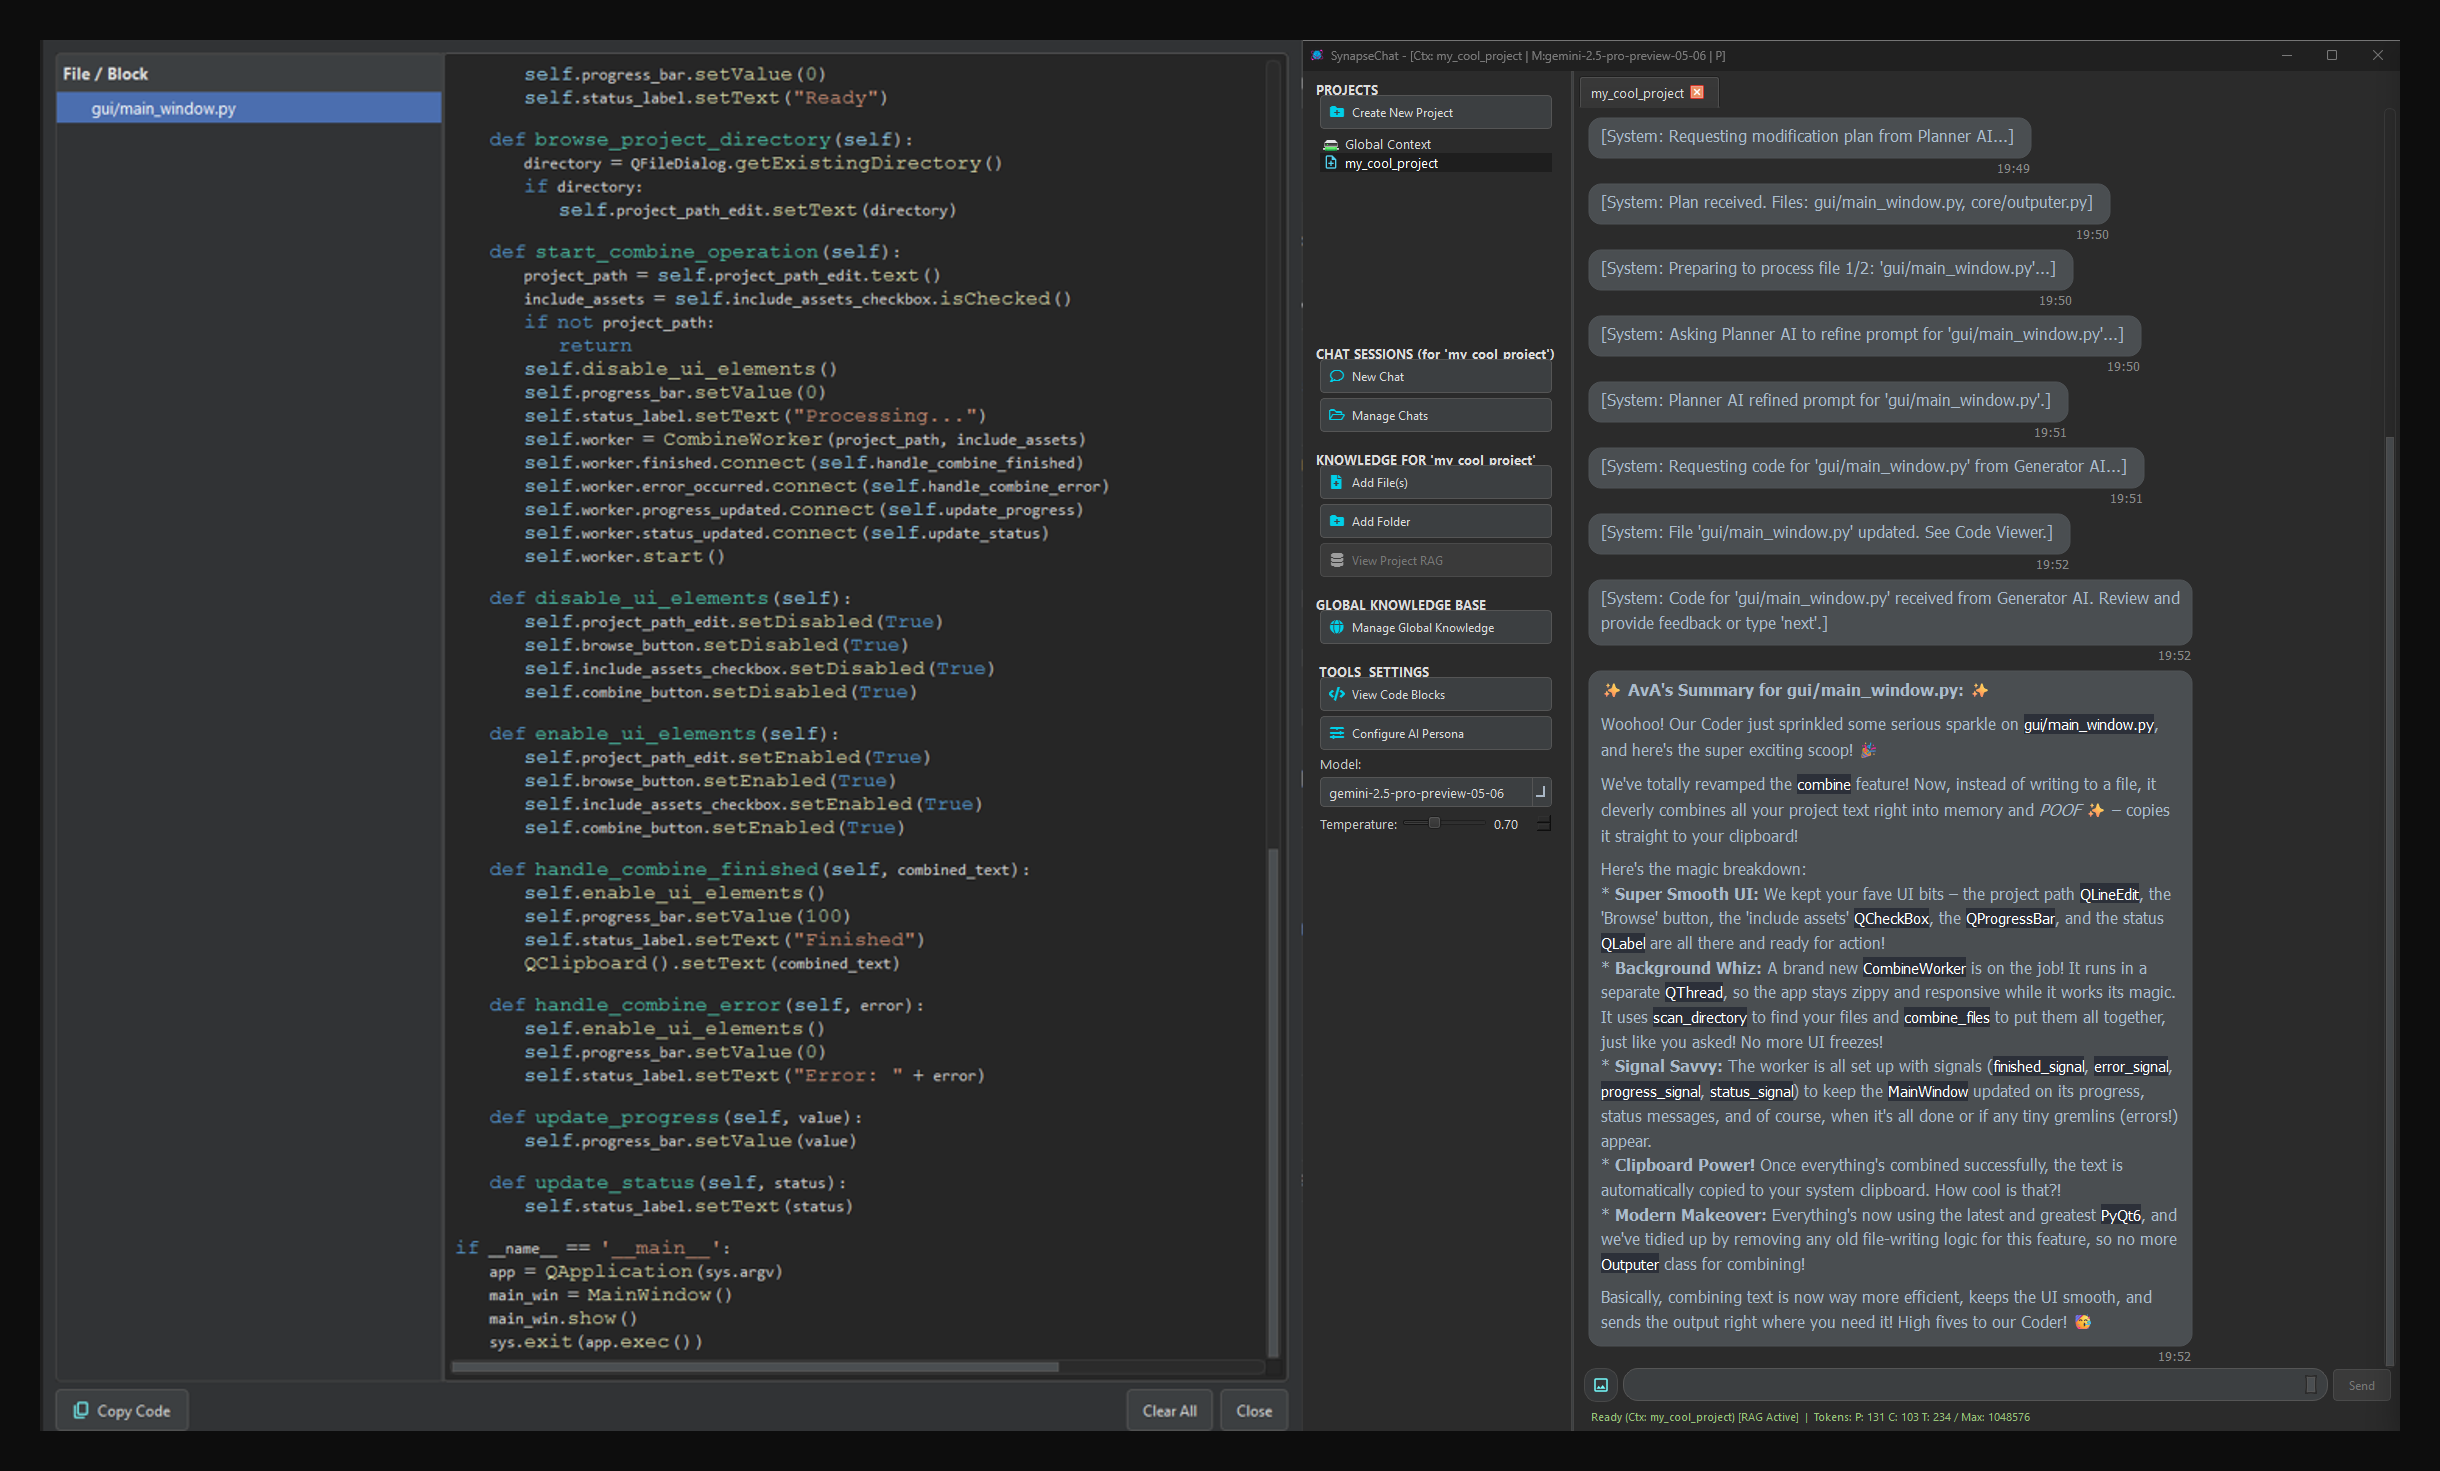 File / Block
gui/main_window.py
self.progress_bar.setValue(0)
self.status_label.setText("Ready")
def browse_project_directory(self):
directory = QFileDialog.getExistingDirectory()
if directory:
self.project_path_edit.setText(directory)
def start_combine_operation(self):
project_path = self.project_path_edit.text()
include_assets = self.include_assets_checkbox.isChecked()
if not project_path:
return
self.disable_ui_elements()
self.progress_bar.setValue(0)
self.status_label.setText("Processing...")
self.worker = CombineWorker(project_path, include_assets)
self.worker.finished.connect(self.handle_combine_finished)
self.worker.error_occurred.connect(self.handle_combine_error)
self.worker.progress_updated.connect(self.update_progress)
self.worker.status_updated.connect(self.update_status)
self.worker.start()
def disable_ui_elements(self):
self.project_path_edit.setDisabled(True)
self.browse_button.setDisabled(True)
self.include_assets_checkbox.setDisabled(True)
self.combine_button.setDisabled(True)
def enable_ui_elements(self):
self.project_path_edit.setEnabled(True)
self.browse_button.setEnabled(True)
self.include_assets_checkbox.setEnabled(True)
self.combine_button.setEnabled(True)
def handle_combine_finished(self, combined_text):
self.enable_ui_elements()
self.progress_bar.setValue(100)
self.status_label.setText("Finished")
QClipboard().setText(combined_text)
def handle_combine_error(self, error):
self.enable_ui_elements()
self.progress_bar.setValue(0)
self.status_label.setText("Error: " + error)
def update_progress(self, value):
self.progress_bar.setValue(value)
def update_status(self, status):
self.status_label.setText(status)
if __name__ == '__main__':
app = QApplication(sys.argv)
main_win = MainWindow()
main_win.show()
sys.exit(app.exec())
Copy Code
Clear All
Close
SynapseChat - [Ctx: my_cool_project | M:gemini-2.5-pro-preview-05-06 | P]
PROJECTS
Create New Project
Global Context
my_cool_project
CHAT SESSIONS (for 'my_cool_project')
New Chat
Manage Chats
KNOWLEDGE FOR 'my_cool_project'
Add File(s)
Add Folder
View Project RAG
GLOBAL KNOWLEDGE BASE
Manage Global Knowledge
TOOLS SETTINGS
View Code Blocks
Configure AI Persona
Model:
gemini-2.5-pro-preview-05-06
Temperature: 0.70
my_cool_project
[System: Requesting modification plan from Planner AI...]
19:49
[System: Plan received. Files: gui/main_window.py, core/outputer.py]
19:50
[System: Preparing to process file 1/2: 'gui/main_window.py'...]
19:50
[System: Asking Planner AI to refine prompt for 'gui/main_window.py'...]
19:50
[System: Planner AI refined prompt for 'gui/main_window.py'.]
19:51
[System: Requesting code for 'gui/main_window.py' from Generator AI...]
19:51
[System: File 'gui/main_window.py' updated. See Code Viewer.]
19:52
[System: Code for 'gui/main_window.py' received from Generator AI. Review and
provide feedback or type 'next'.]
19:52
✨ AvA's Summary for gui/main_window.py: ✨
Woohoo! Our Coder just sprinkled some serious sparkle on gui/main_window.py,
and here's the super exciting scoop! 🎉
We've totally revamped the combine feature! Now, instead of writing to a file, it
cleverly combines all your project text right into memory and POOF ✨ – copies
it straight to your clipboard!
Here's the magic breakdown:
* Super Smooth UI: We kept your fave UI bits – the project path QLineEdit, the
'Browse' button, the 'include assets' QCheckBox, the QProgressBar, and the status
QLabel are all there and ready for action!
* Background Whiz: A brand new CombineWorker is on the job! It runs in a
separate QThread, so the app stays zippy and responsive while it works its magic.
It uses scan_directory to find your files and combine_files to put them all together,
just like you asked! No more UI freezes!
* Signal Savvy: The worker is all set up with signals (finished_signal, error_signal,
progress_signal, status_signal) to keep the MainWindow updated on its progress,
status messages, and of course, when it's all done or if any tiny gremlins (errors!)
appear.
* Clipboard Power! Once everything's combined successfully, the text is
automatically copied to your system clipboard. How cool is that?!
* Modern Makeover: Everything's now using the latest and greatest PyQt6, and
we've tidied up by removing any old file-writing logic for this feature, so no more
Outputer class for combining!
Basically, combining text is now way more efficient, keeps the UI smooth, and
sends the output right where you need it! High fives to our Coder! 🥳
19:52
Send
Ready (Ctx: my_cool_project) [RAG Active] | Tokens: P: 131 C: 103 T: 234 / Max: 1048576